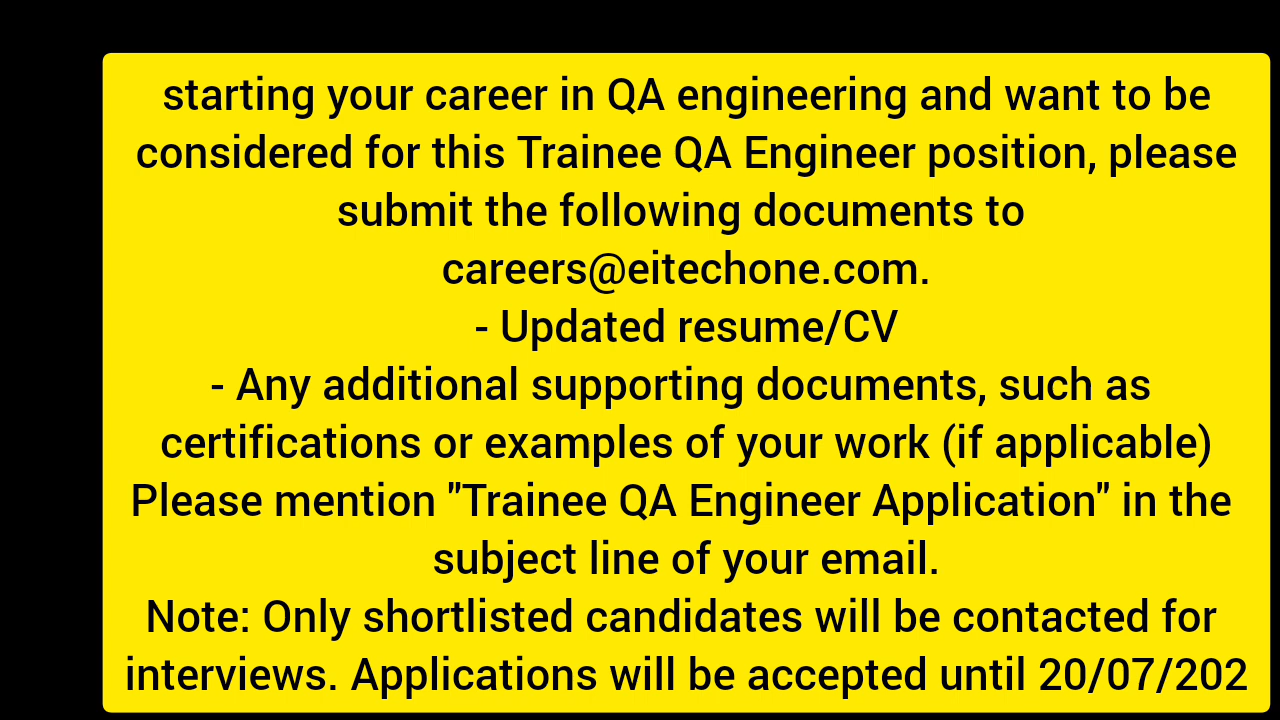 starting your career in QA engineering and want to be
considered for this Trainee QA Engineer position, please
submit the following documents to
careers@eitechone.com.
- Updated resume/CV
- Any additional supporting documents, such as
certifications or examples of your work (if applicable)
Please mention "Trainee QA Engineer Application" in the
subject line of your email.
Note: Only shortlisted candidates will be contacted for
interviews. Applications will be accepted until 20/07/202